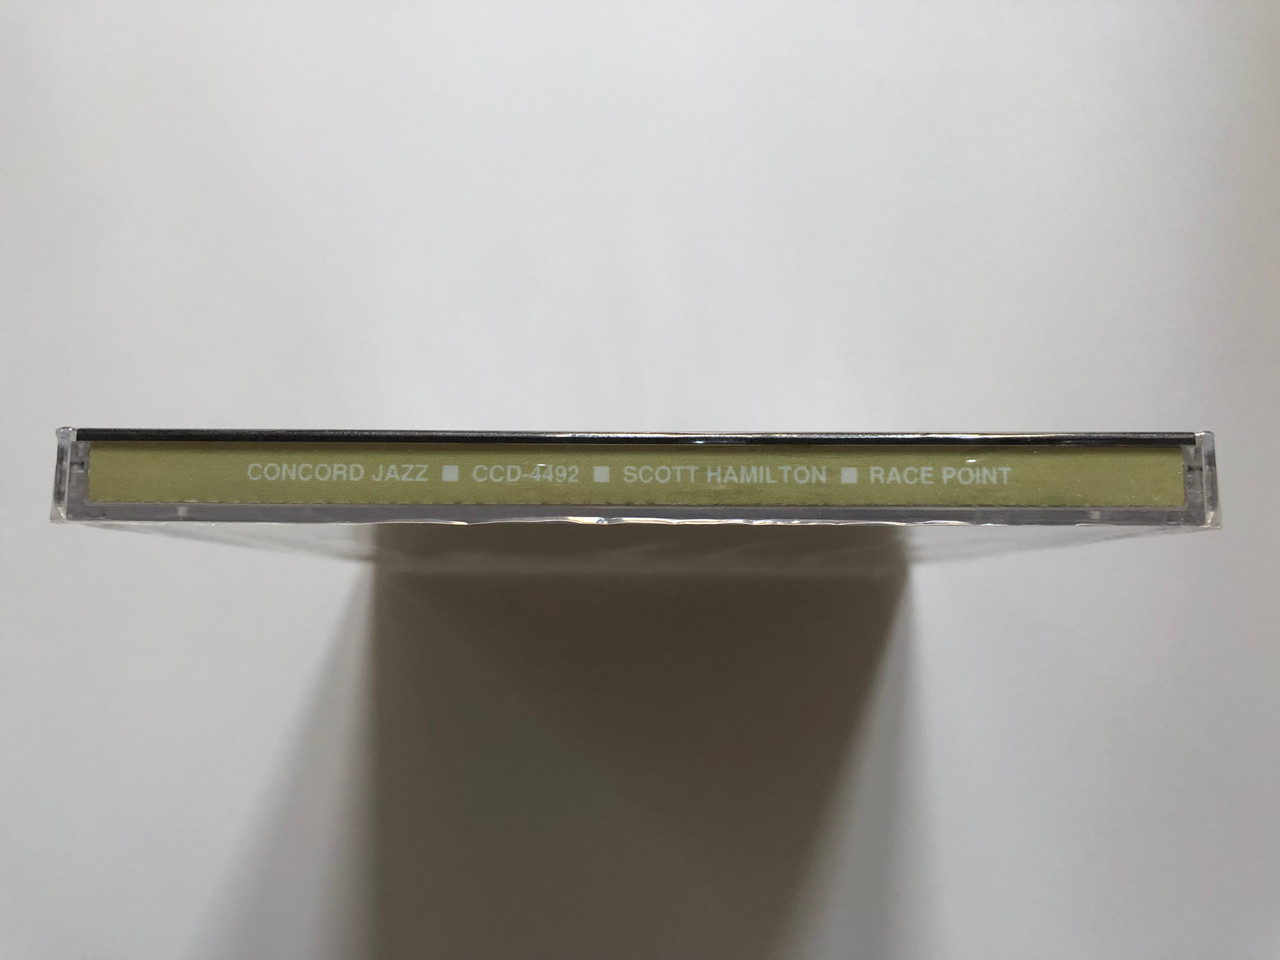 CONCORD JAZZ ■ CCD-4492 ■ SCOTT HAMILTON ■ RACE POINT